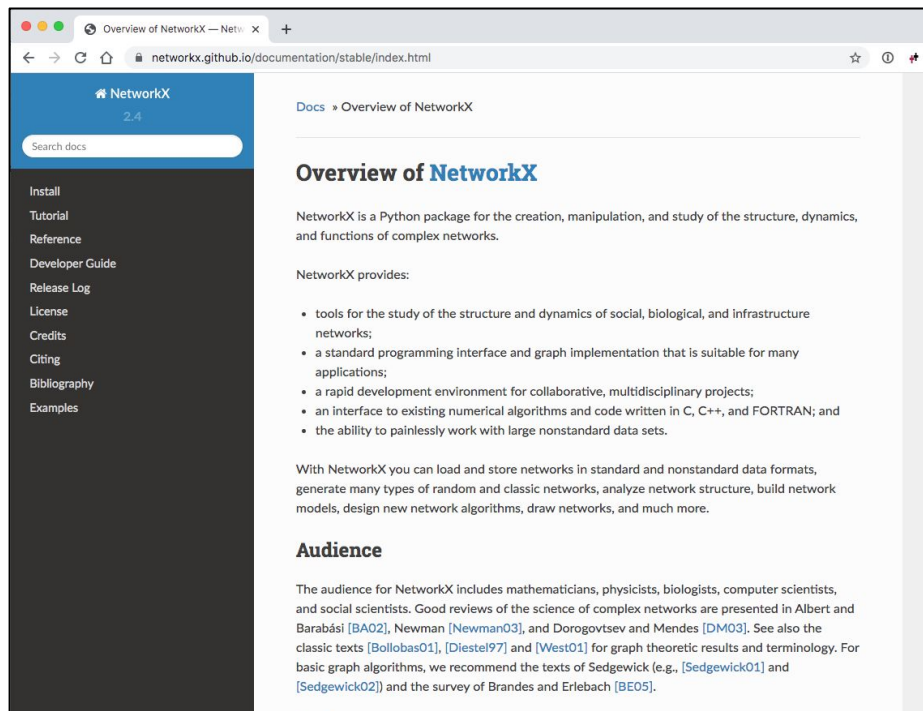 Overview of NetworkX — Netw
networkx.github.io/documentation/stable/index.html
NetworkX
2.4
Search docs
Install
Tutorial
Reference
Developer Guide
Release Log
License
Credits
Citing
Bibliography
Examples
Docs » Overview of NetworkX
Overview of NetworkX
NetworkX is a Python package for the creation, manipulation, and study of the structure, dynamics,
and functions of complex networks.
NetworkX provides:
• tools for the study of the structure and dynamics of social, biological, and infrastructure
networks;
• a standard programming interface and graph implementation that is suitable for many
applications;
• a rapid development environment for collaborative, multidisciplinary projects;
• an interface to existing numerical algorithms and code written in C, C++, and FORTRAN; and
• the ability to painlessly work with large nonstandard data sets.
With NetworkX you can load and store networks in standard and nonstandard data formats,
generate many types of random and classic networks, analyze network structure, build network
models, design new network algorithms, draw networks, and much more.
Audience
The audience for NetworkX includes mathematicians, physicists, biologists, computer scientists,
and social scientists. Good reviews of the science of complex networks are presented in Albert and
Barabási [BA02], Newman [Newman03], and Dorogovtsev and Mendes [DM03]. See also the
classic texts [Bollobas01], [Diestel97] and [West01] for graph theoretic results and terminology. For
basic graph algorithms, we recommend the texts of Sedgewick (e.g., [Sedgewick01] and
[Sedgewick02]) and the survey of Brandes and Erlebach [BE05].